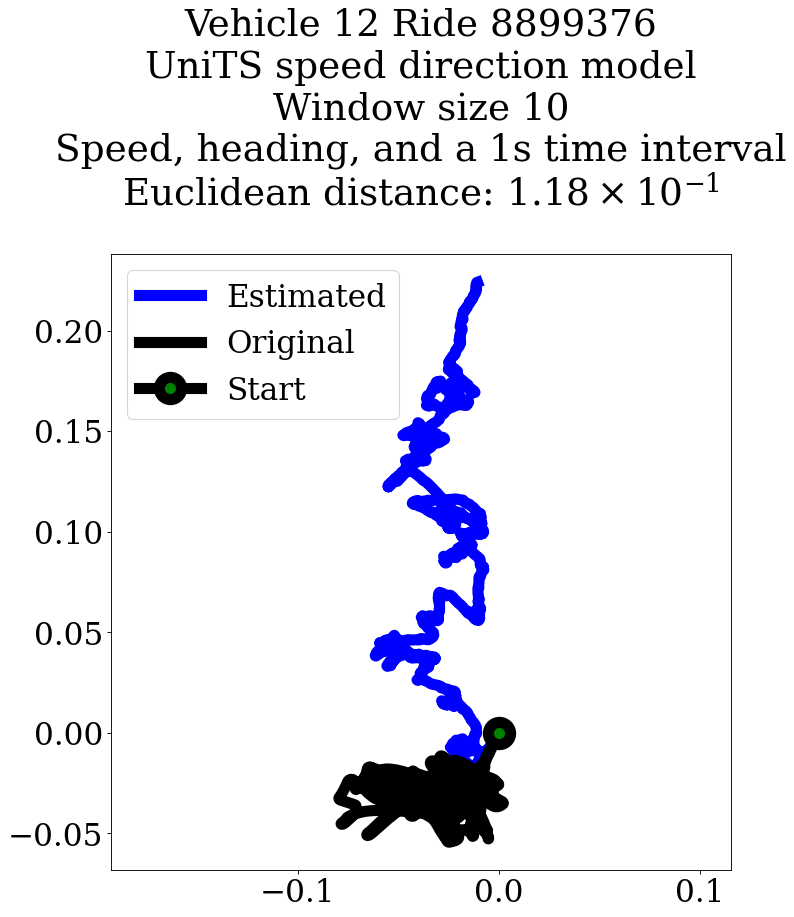 Vehicle 12 Ride 8899376
UniTS speed direction model
Window size 10
Speed, heading, and a 1s time interval
Euclidean distance: 1.18 × 10⁻¹
Estimated
Original
Start
0.20
0.15
0.10
0.05
0.00
−0.05
−0.1
0.0
0.1